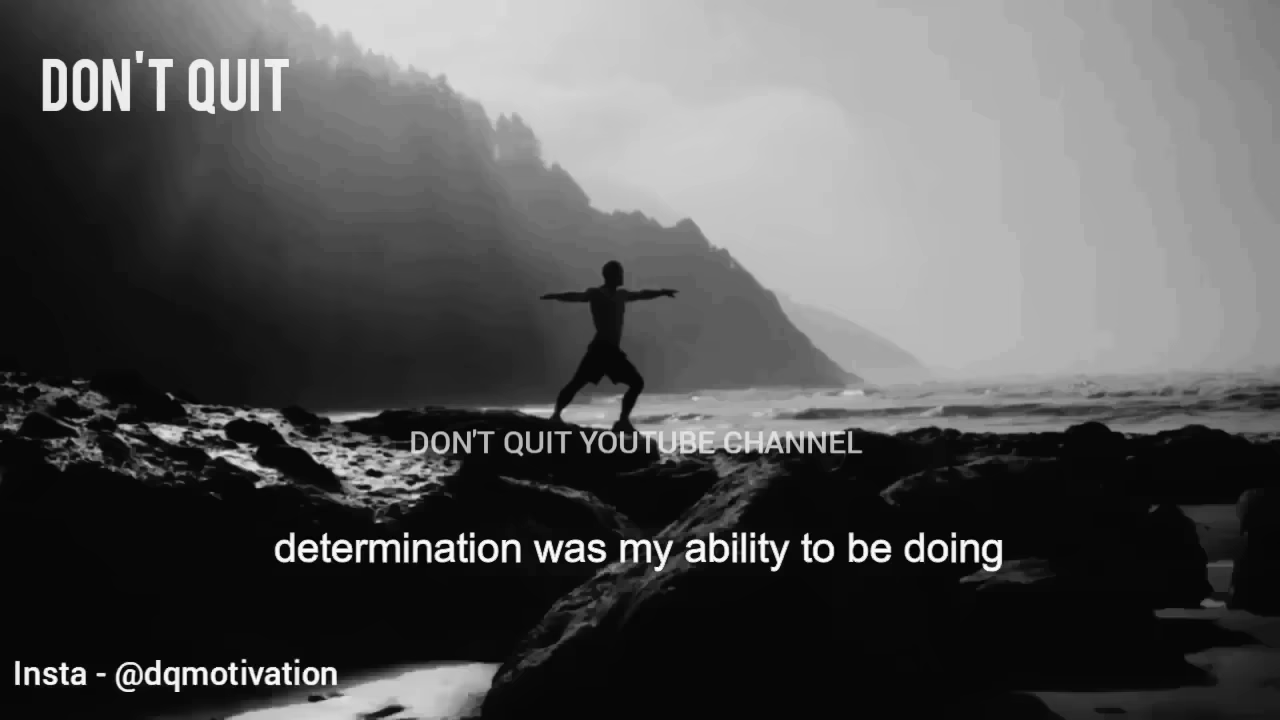 DON'T QUIT
DON'T QUIT YOUTUBE CHANNEL
determination was my ability to be doing
Insta - @dqmotivation